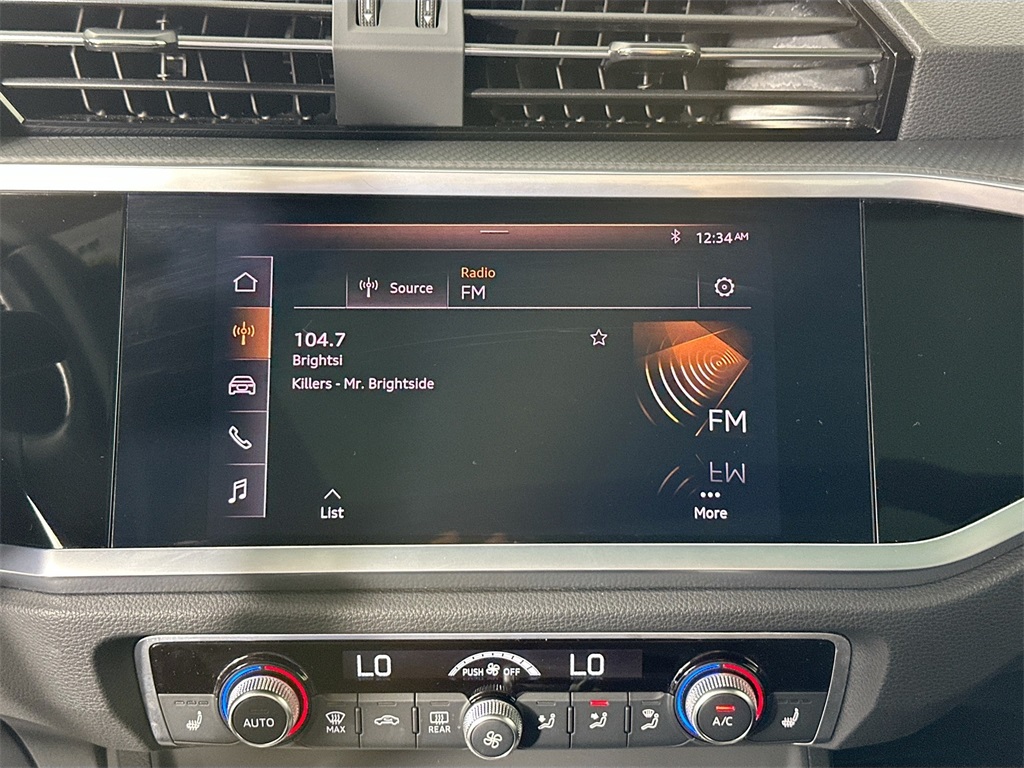 12:34 AM
Radio
Source
FM
104.7
Brightsi
Killers - Mr. Brightside
FM
List
More
LO
PUSH OFF
LO
AUTO
MAX
REAR
A/C